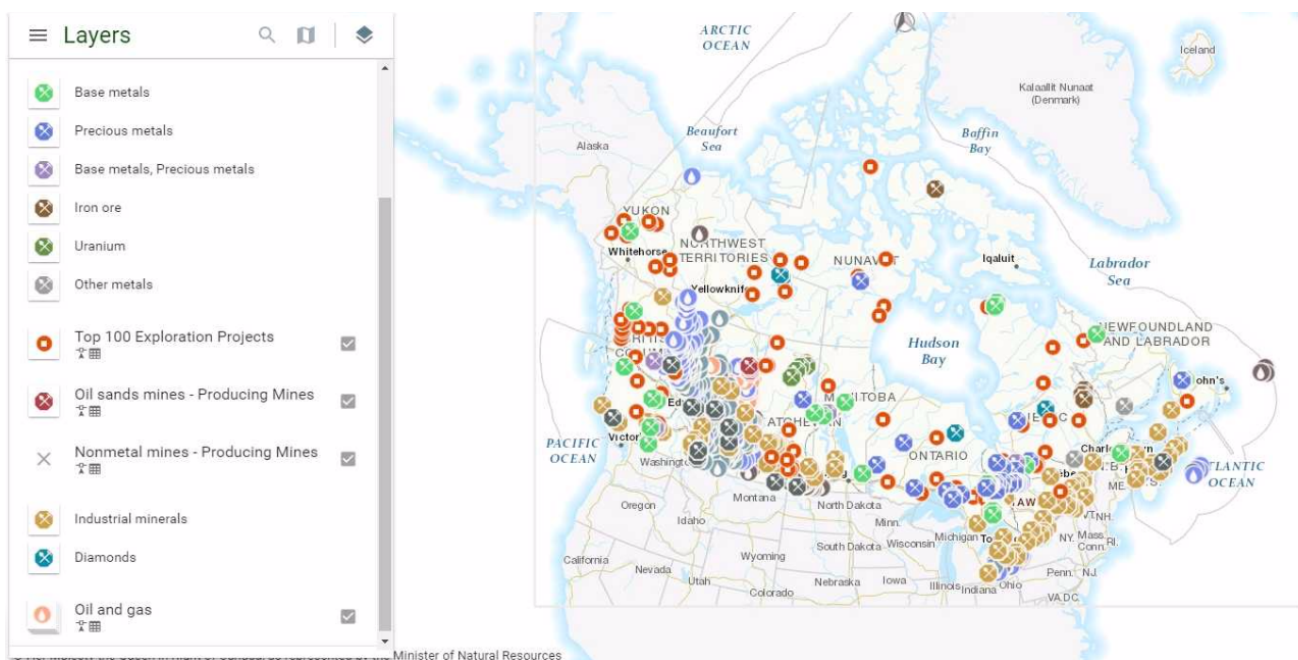 Layers
Base metals
Precious metals
Base metals, Precious metals
Iron ore
Uranium
Other metals
Top 100 Exploration Projects
Oil sands mines - Producing Mines
Nonmetal mines - Producing Mines
Industrial minerals
Diamonds
Oil and gas
Minister of Natural Resources
ARCTIC
OCEAN
Iceland
Kalaallit Nunaat
(Denmark)
Beaufort
Sea
Baffin
Bay
Alaska
YUKON
Whitehorse
NORTHWEST
TERRITORIES
NUNAVUT
Iqaluit
Labrador
Sea
Yellowknife
Hudson
Bay
NEWFOUNDLAND
AND LABRADOR
MANITOBA
ONTARIO
PACIFIC
OCEAN
OCEAN
Montana
North Dakota
Minn.
Oregon
Idaho
South Dakota
Wisconsin
Michigan
NY.
Mass.
Conn.
RI.
Wyoming
California
Nevada
Utah
Colorado
Nebraska
Iowa
Illinois
Indiana
Ohio
Penn.
NJ.
VA.
DC.